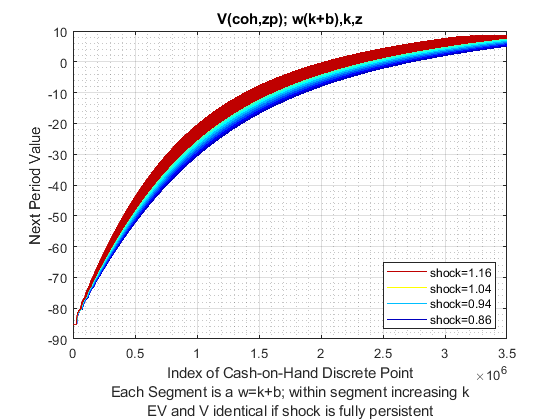 V(coh,zp); w(k+b),k,z
10
0
-10
-20
-30
-40
-50
-60
-70
-80
-90
Next Period Value
shock=1.16
shock=1.04
shock=0.94
shock=0.86
0
0.5
1
1.5
2
2.5
3
3.5
Index of Cash-on-Hand Discrete Point
×10^6
Each Segment is a w=k+b; within segment increasing k
EV and V identical if shock is fully persistent